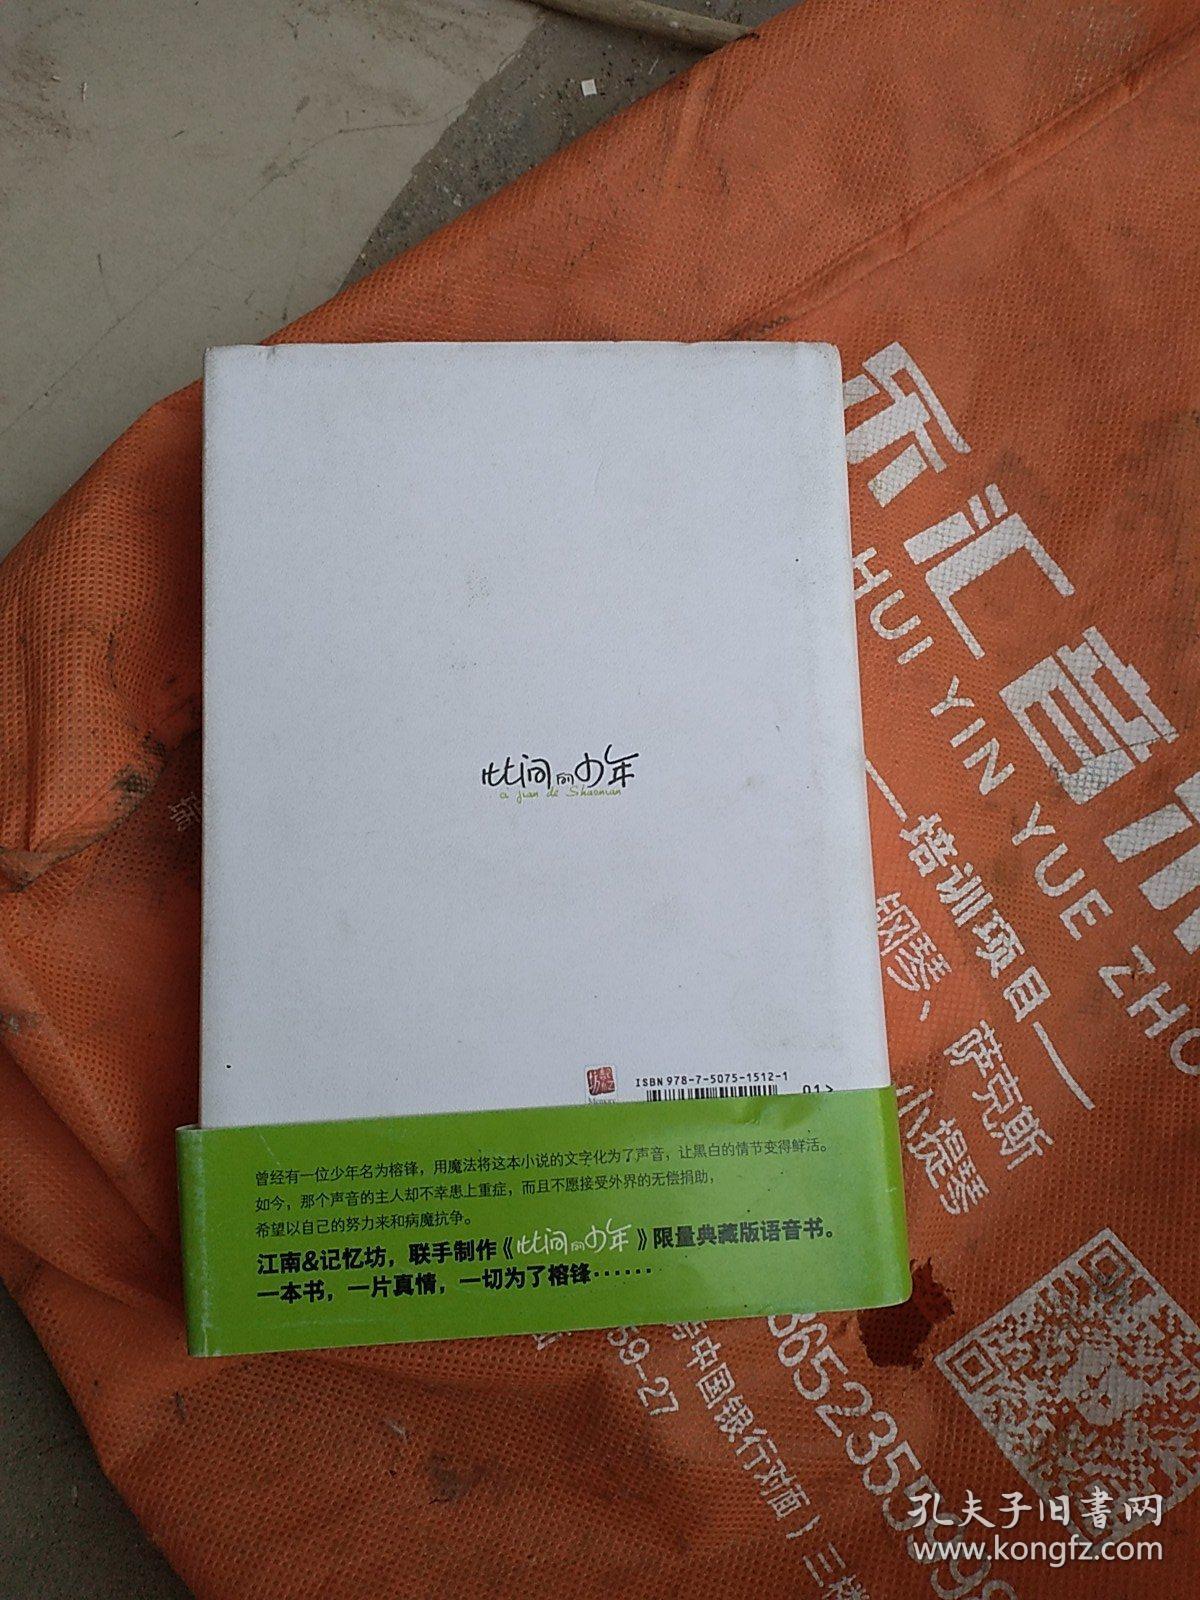 此间的少年
ISBN 978-7-5075-1512-1
01>
曾经有一位少年名为榕锋，用魔法将这本小说的文字化为了声音，让黑白的情节变得鲜活。
如今，那个声音的主人却不幸患上重症，而且不愿接受外界的无偿捐助，
希望以自己的努力来和病魔抗争。
江南&记忆坊，联手制作《此间的少年》限量典藏版语音书。
一本书，一片真情，一切为了榕锋……
乐汇音
HUI YIN YUE ZHO
培训项目
钢琴、萨克斯
小提琴
59-27
中国银行对面）三楼
孔夫子旧书网
www.kongfz.com